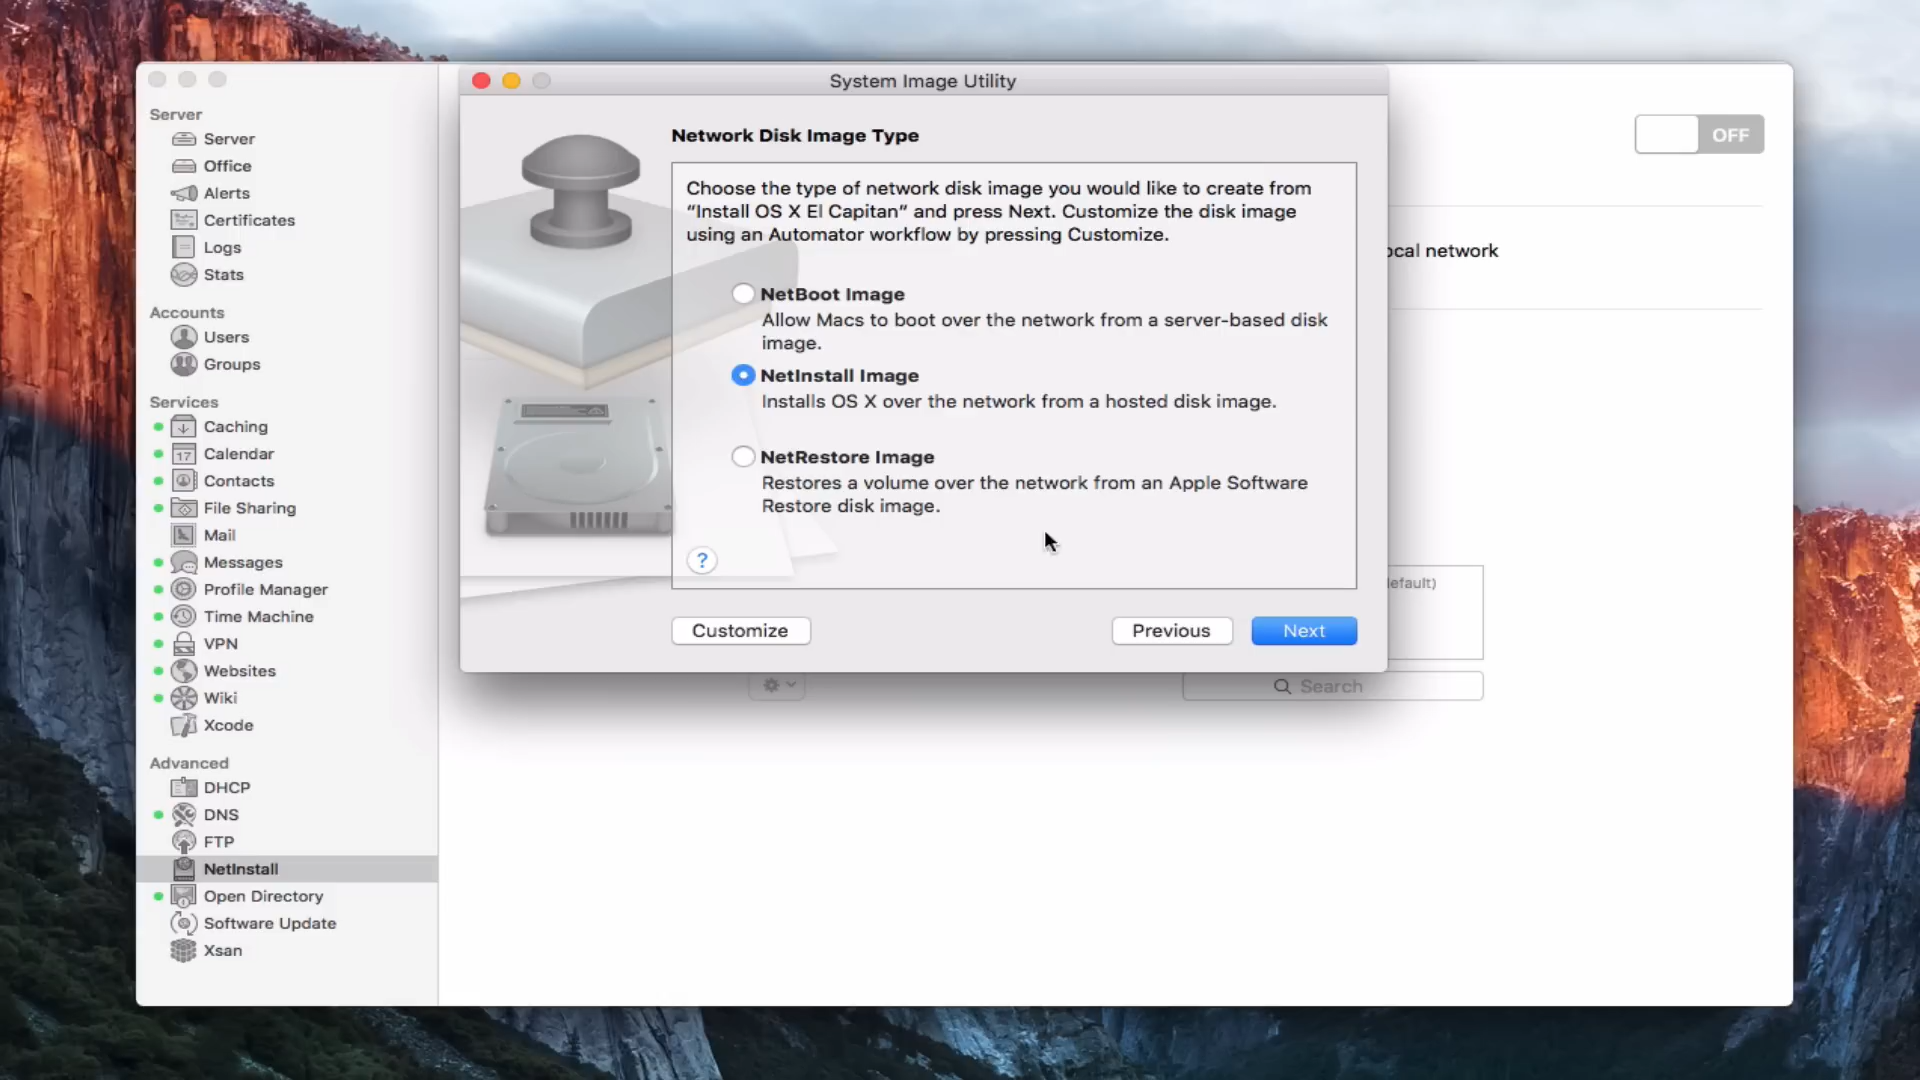 System Image Utility
Network Disk Image Type
Choose the type of network disk image you would like to create from
“Install OS X El Capitan” and press Next. Customize the disk image
using an Automator workflow by pressing Customize.
NetBoot Image
Allow Macs to boot over the network from a server-based disk
image.
NetInstall Image
Installs OS X over the network from a hosted disk image.
NetRestore Image
Restores a volume over the network from an Apple Software
Restore disk image.
?
Customize
Previous
Next
Server
Server
Office
Alerts
Certificates
Logs
Stats
Accounts
Users
Groups
Services
Caching
17
Calendar
Contacts
File Sharing
Mail
Messages
Profile Manager
Time Machine
VPN
Websites
Wiki
Xcode
Advanced
DHCP
DNS
FTP
NetInstall
Open Directory
Software Update
Xsan
OFF
ocal network
efault)
Search